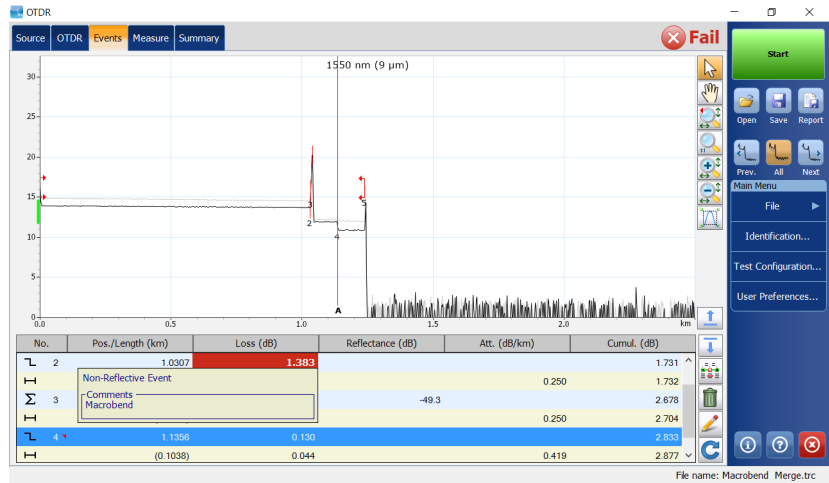 OTDR
Source OTDR Events Measure Summary
Fail
Start
1550 nm (9 µm)
30
25
20
15
10
5
0
3
2
4
5
A
0.0 0.5 1.0 1.5 2.0 km
Open Save Report
Prev. All Next
Main Menu
File
Identification...
Test Configuration...
User Preferences...
No. Pos./Length (km) Loss (dB) Reflectance (dB) Att. (dB/km) Cumul. (dB)
2 1.0307 1.383 1.731
0.250 1.732
3 -49.3 2.678
0.250 2.704
4 1.1356 0.130 2.833
(0.1038) 0.044 0.419 2.877
Non-Reflective Event
Comments
Macrobend
File name: Macrobend Merge.trc